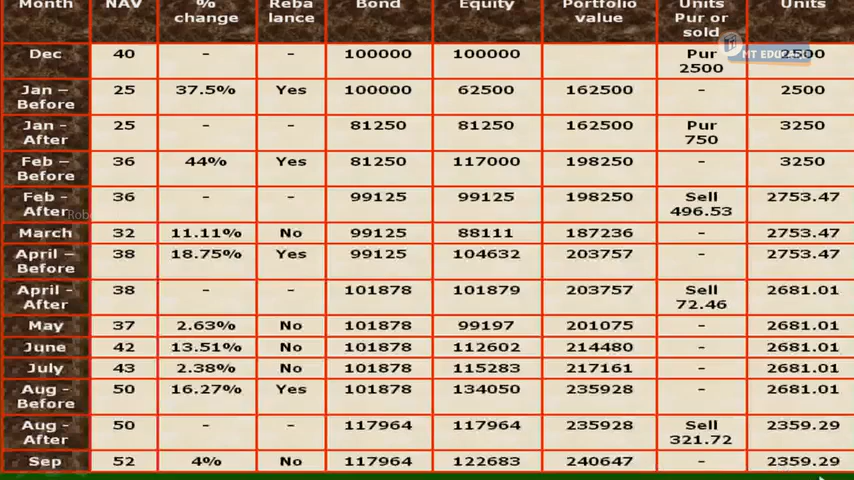 Month NAV % change Reba lance Bond Equity Portfolio value Units Pur or sold Units
Dec 40 - - 100000 100000 Pur 2500 2500
MT EDUCARE
Jan – Before 25 37.5% Yes 100000 62500 162500 - 2500
Jan - After 25 - - 81250 81250 162500 Pur 750 3250
Feb – Before 36 44% Yes 81250 117000 198250 - 3250
Feb - After 36 - - 99125 99125 198250 Sell 496.53 2753.47
March 32 11.11% No 99125 88111 187236 - 2753.47
April – Before 38 18.75% Yes 99125 104632 203757 - 2753.47
April - After 38 - - 101878 101879 203757 Sell 72.46 2681.01
May 37 2.63% No 101878 99197 201075 - 2681.01
June 42 13.51% No 101878 112602 214480 - 2681.01
July 43 2.38% No 101878 115283 217161 - 2681.01
Aug - Before 50 16.27% Yes 101878 134050 235928 - 2681.01
Aug - After 50 - - 117964 117964 235928 Sell 321.72 2359.29
Sep 52 4% No 117964 122683 240647 - 2359.29